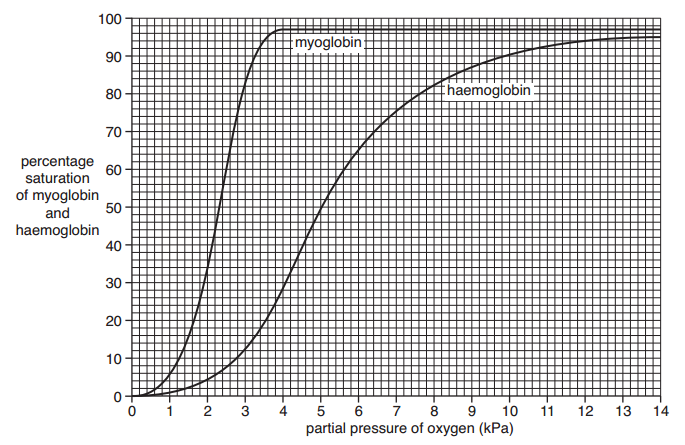 100
90
80
70
60
50
40
30
20
10
0
percentage
saturation
of myoglobin
and
haemoglobin
myoglobin
haemoglobin
0 1 2 3 4 5 6 7 8 9 10 11 12 13 14
partial pressure of oxygen (kPa)